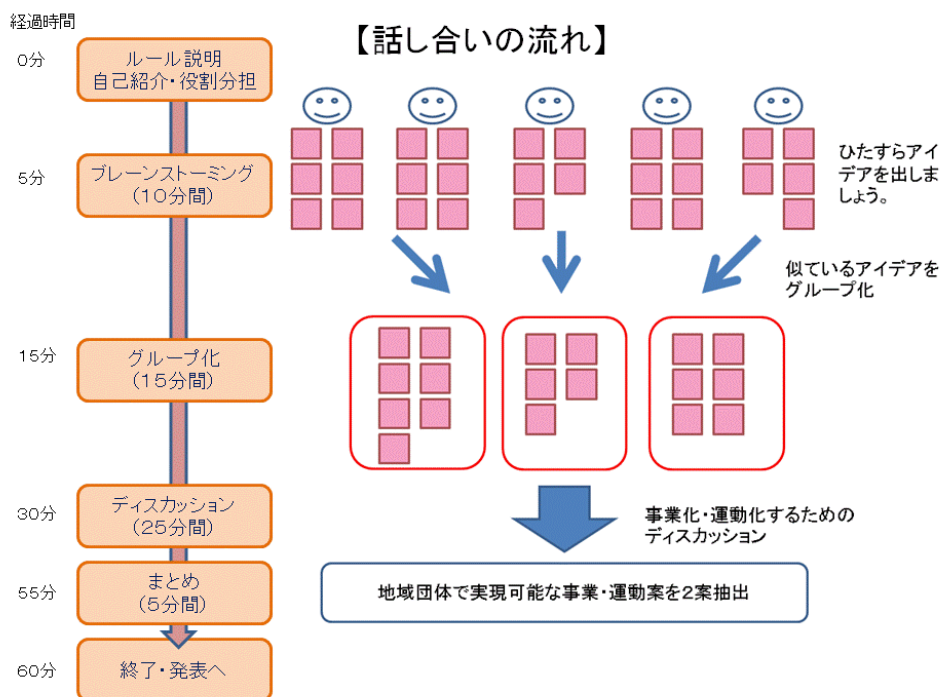 経過時間
【話し合いの流れ】
0分
ルール説明
自己紹介・役割分担
5分
ブレーンストーミング
(10分間)
ひたすらアイ
デアを出しま
しょう。
似ているアイデアを
グループ化
15分
グループ化
(15分間)
30分
ディスカッション
(25分間)
事業化・運動化するための
ディスカッション
55分
まとめ
(5分間)
地域団体で実現可能な事業・運動案を2案抽出
60分
終了・発表へ